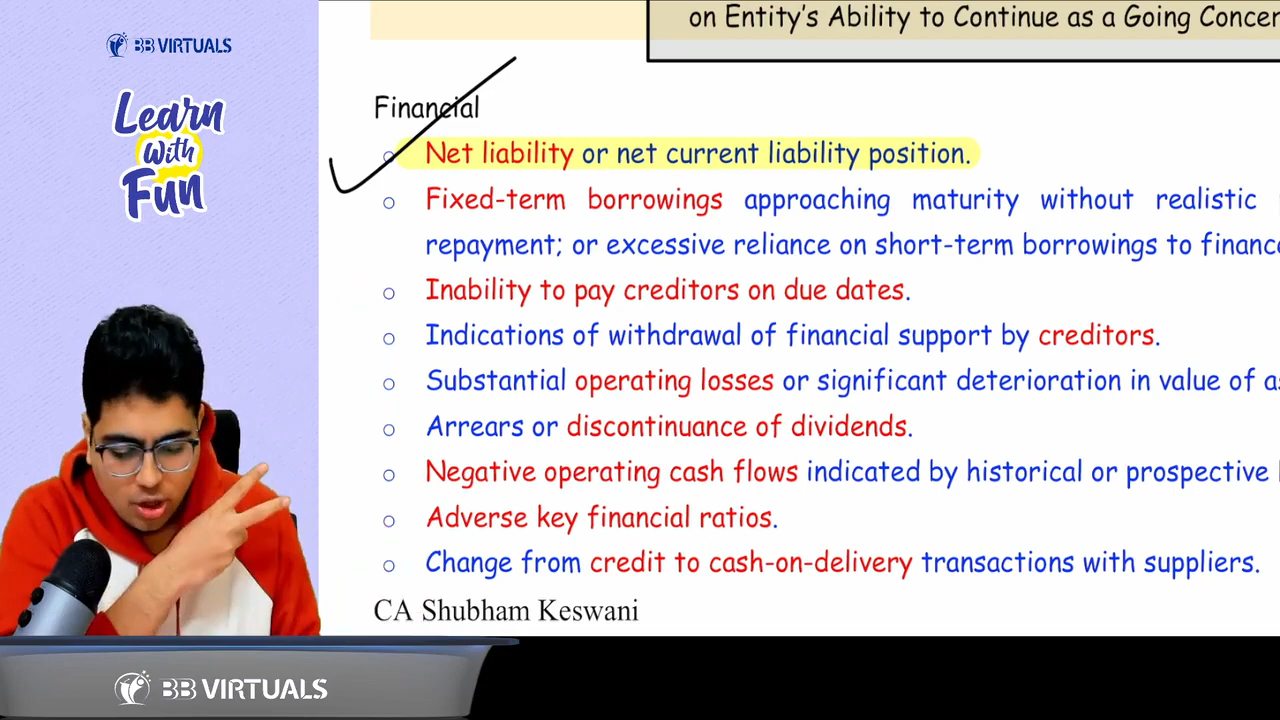 BB VIRTUALS
Learn
With
Fun
on Entity's Ability to Continue as a Going
Financial
Net liability or net current liability position.
Fixed-term borrowings approaching maturity without realistic
repayment; or excessive reliance on short-term borrowings to
Inability to pay creditors on due dates.
Indications of withdrawal of financial support by creditors.
Substantial operating losses or significant deterioration in value of
Arrears or discontinuance of dividends.
Negative operating cash flows indicated by historical or prospective
Adverse key financial ratios.
Change from credit to cash-on-delivery transactions with suppliers.
CA Shubham Keswani
BB VIRTUALS